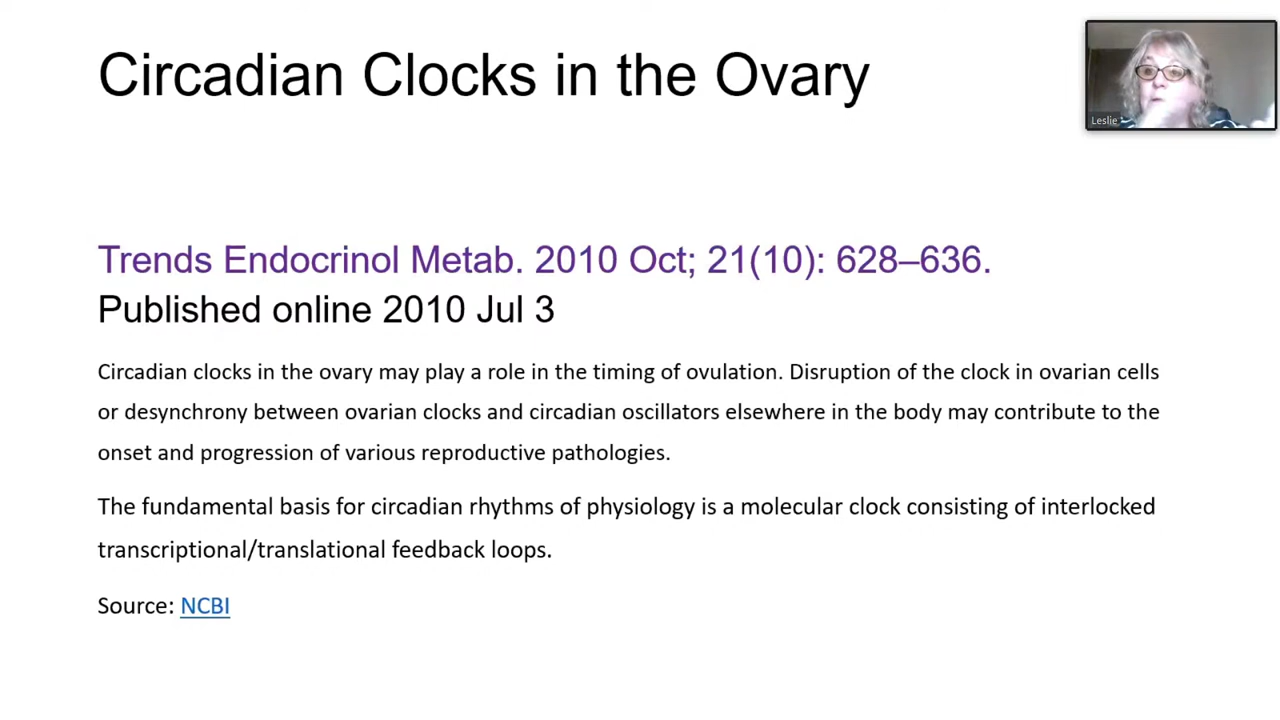 Circadian Clocks in the Ovary
Leslie
Trends Endocrinol Metab. 2010 Oct; 21(10): 628–636.
Published online 2010 Jul 3
Circadian clocks in the ovary may play a role in the timing of ovulation. Disruption of the clock in ovarian cells
or desynchrony between ovarian clocks and circadian oscillators elsewhere in the body may contribute to the
onset and progression of various reproductive pathologies.
The fundamental basis for circadian rhythms of physiology is a molecular clock consisting of interlocked
transcriptional/translational feedback loops.
Source: NCBI